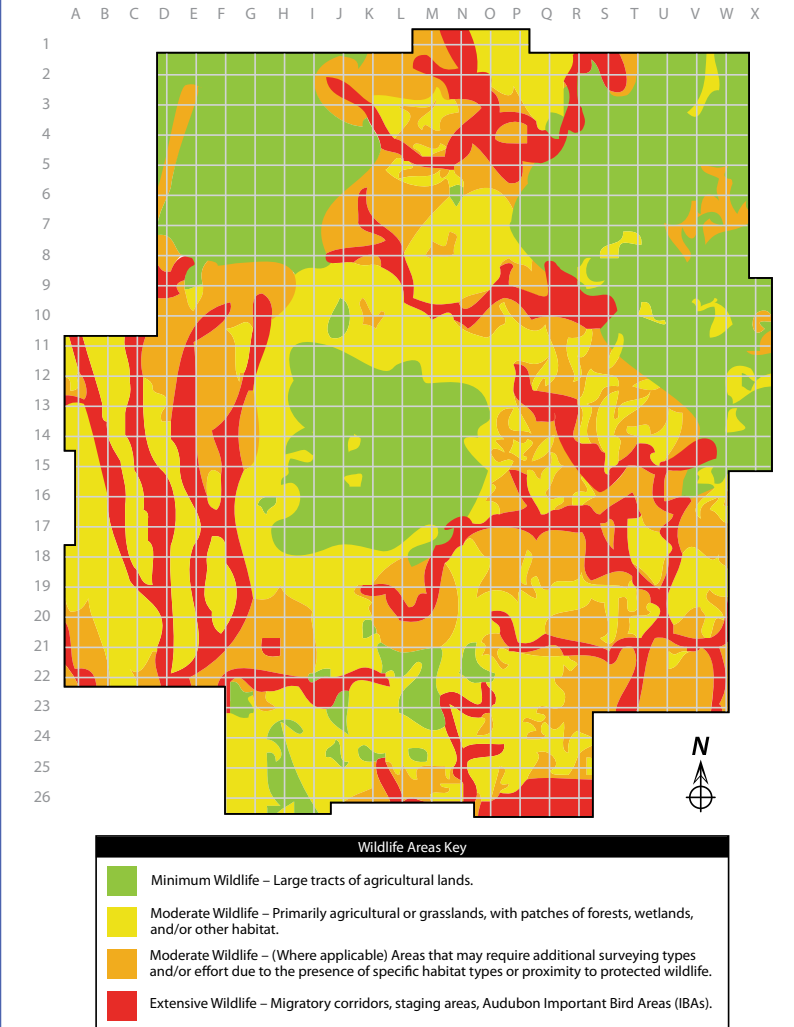 A B C D E F G H I J K L M N O P Q R S T U V W X
1
2
3
4
5
6
7
8
9
10
11
12
13
14
15
16
17
18
19
20
21
22
23
24
25
26
N
Wildlife Areas Key
Minimum Wildlife – Large tracts of agricultural lands.
Moderate Wildlife – Primarily agricultural or grasslands, with patches of forests, wetlands,
and/or other habitat.
Moderate Wildlife – (Where applicable) Areas that may require additional surveying types
and/or effort due to the presence of specific habitat types or proximity to protected wildlife.
Extensive Wildlife – Migratory corridors, staging areas, Audubon Important Bird Areas (IBAs).